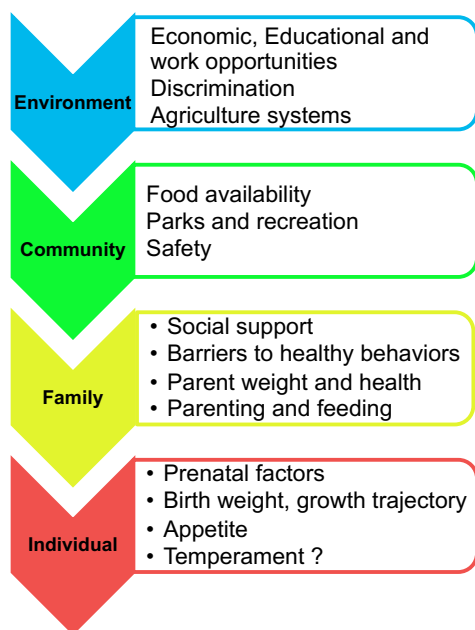 Environment
Economic, Educational and
work opportunities
Discrimination
Agriculture systems
Community
Food availability
Parks and recreation
Safety
Family
• Social support
• Barriers to healthy behaviors
• Parent weight and health
• Parenting and feeding
Individual
• Prenatal factors
• Birth weight, growth trajectory
• Appetite
• Temperament ?